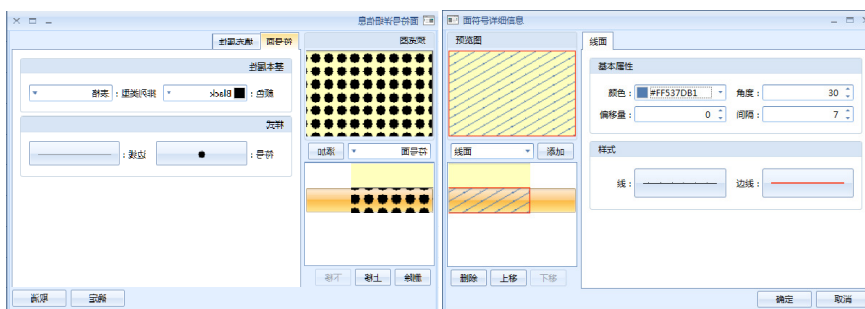 面符号详细信息
符号面 填充属性
预览图
基本属性
颜色： Black 排列类型： 规格
样式
符号： 边线：
符号面 添加
删除 上移 下移
确定 取消
面符号详细信息
预览图
线面
基本属性
颜色： #FF537DB1 角度： 30
偏移量： 0 间隔： 7
线面 添加
样式
线： 边线：
删除 上移 下移
确定 取消